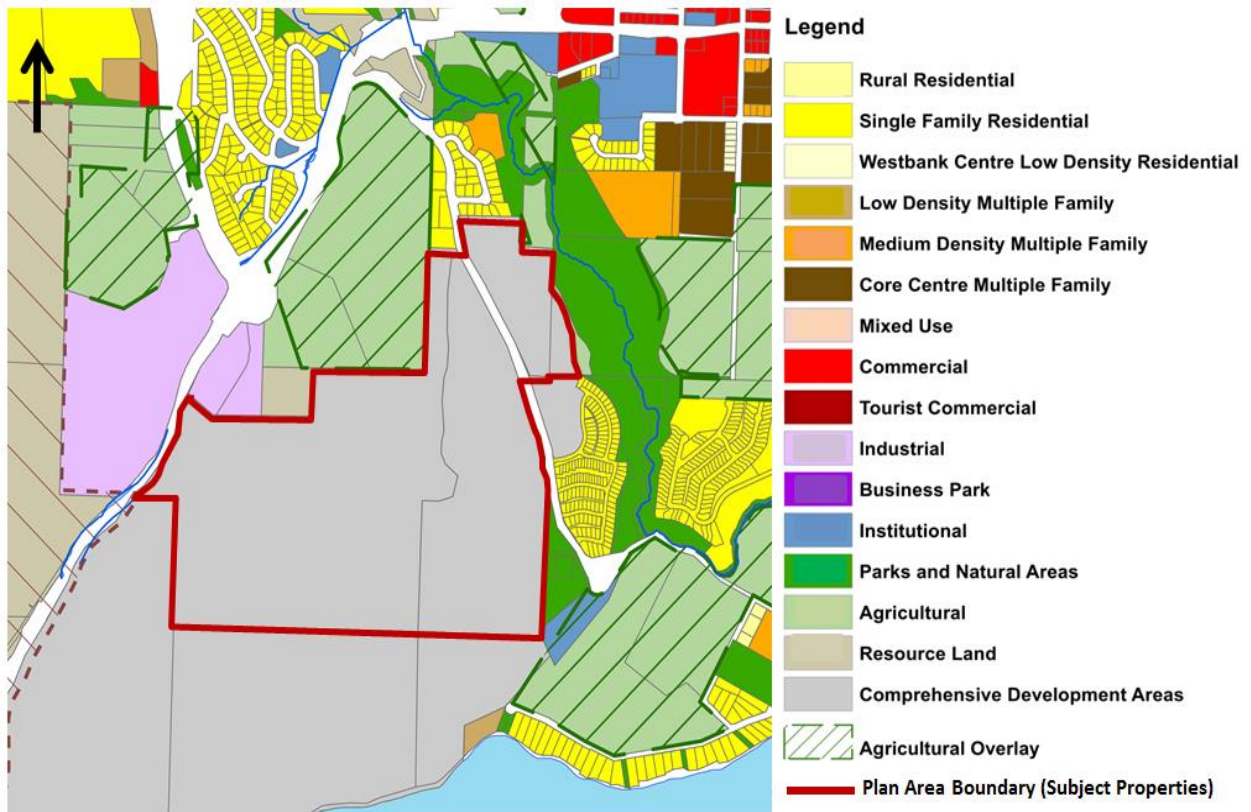 Legend
Rural Residential
Single Family Residential
Westbank Centre Low Density Residential
Low Density Multiple Family
Medium Density Multiple Family
Core Centre Multiple Family
Mixed Use
Commercial
Tourist Commercial
Industrial
Business Park
Institutional
Parks and Natural Areas
Agricultural
Resource Land
Comprehensive Development Areas
Agricultural Overlay
Plan Area Boundary (Subject Properties)